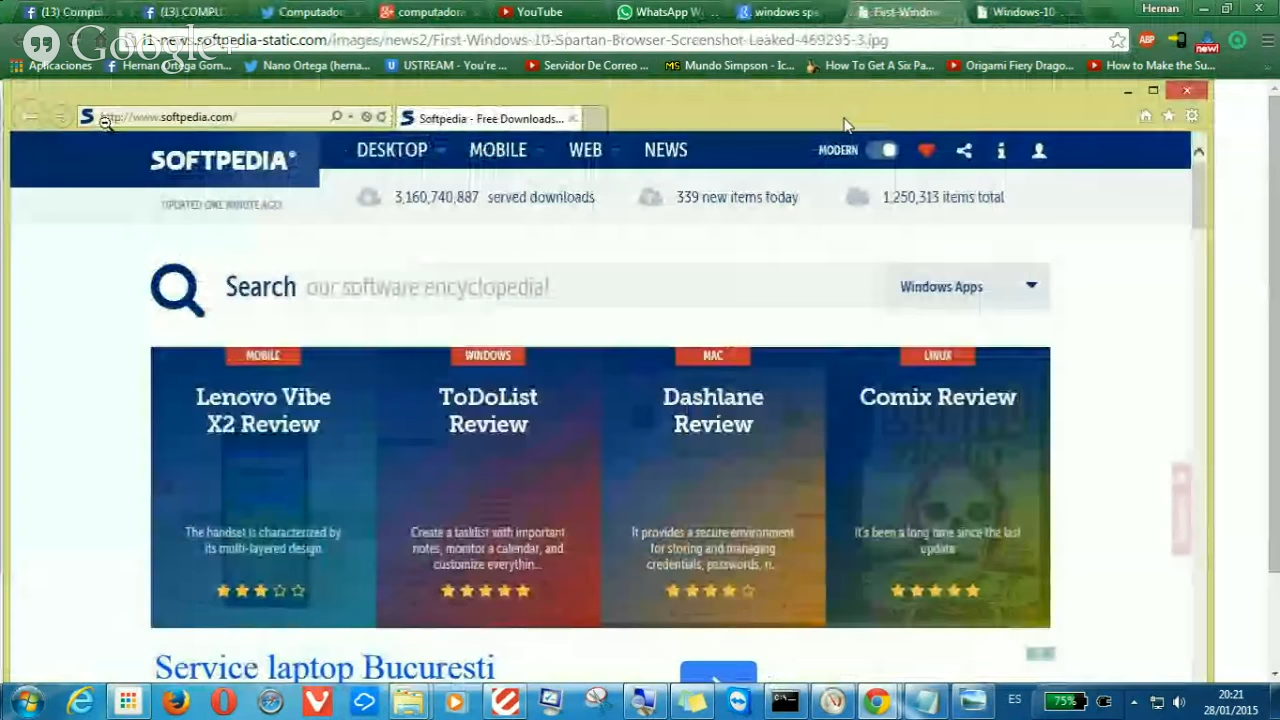 (13) Compu
(13) COMPU
Computador
computadora
YouTube
WhatsApp W
windows sp
First-Window
Windows-10
Hernan
i1-news.softpedia-static.com/images/news2/First-Windows-10-Spartan-Browser-Screenshot-Leaked-469295-3.jpg
ABP
new!
Google+
Aplicaciones
Hernan Ortega Gom...
Nano Ortega (herna...
USTREAM - You're ...
Servidor De Correo ...
Mundo Simpson - Ic...
How To Get A Six Pa...
Origami Fiery Drago...
How to Make the Su...
http://www.softpedia.com/
Softpedia - Free Downloads...
SOFTPEDIA®
DESKTOP
MOBILE
WEB
NEWS
MODERN
UPDATED ONE MINUTE AGO
3,160,740,887 served downloads
339 new items today
1,250,313 items total
Search our software encyclopedia!
Windows Apps
MOBILE
Lenovo Vibe
X2 Review
The handset is characterized by
its multi-layered design.
WINDOWS
ToDoList
Review
Create a tasklist with important
notes, monitor a calendar, and
customize everythin...
MAC
Dashlane
Review
It provides a secure environment
for storing and managing
credentials, passwords, n..
LINUX
Comix Review
It's been a long time since the last
update
Service laptop Bucuresti
ES
75%
20:21
28/01/2015